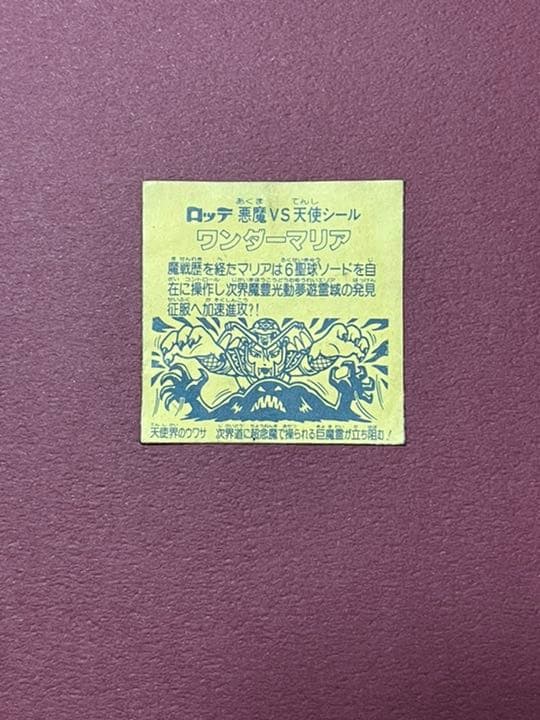 ロッテ 悪魔VS天使シール
ワンダーマリア
魔戦歴を経たマリアは6聖球ソードを自
在に操作し次界魔豊光動夢遊霊城の発見
征服へ加速進攻?!
天使界のウワサ 次界道に超念魔で操られる巨魔霊が立ち阻む!